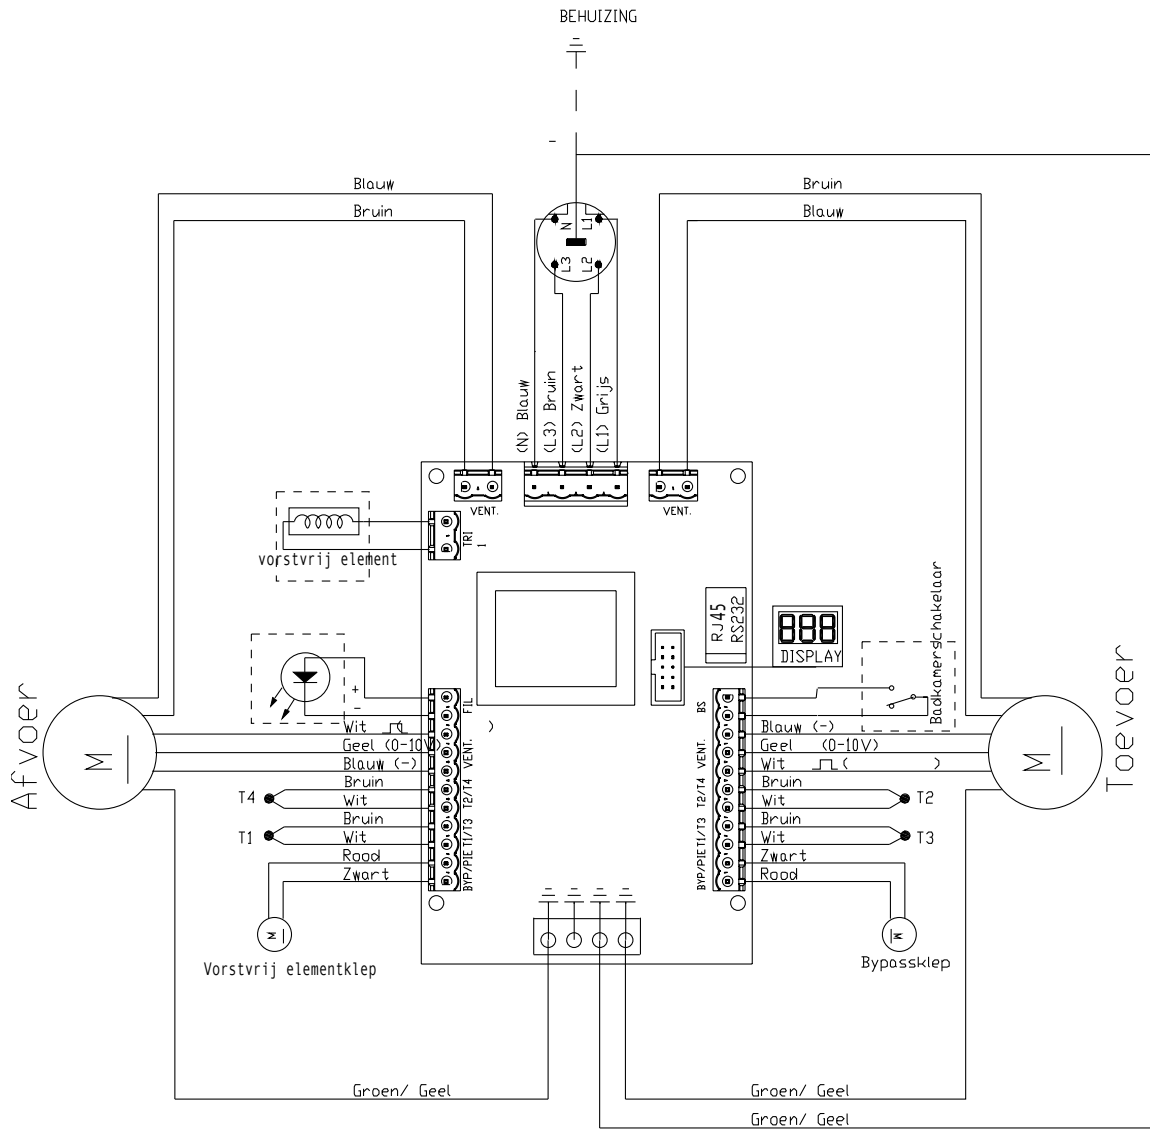 BEHUIZING
-
Blauw
Bruin
Bruin
Blauw
N
L1
L3
L2
(N) Blauw
(L3) Bruin
(L2) Zwart
(L1) Grijs
VENT.
VENT.
TRI
1
vorstvrij element
RJ45
RS232
888
DISPLAY
Badkamerschakelaar
Afvoer
M
+
-
FIL
VENT.
T2/T4
T1/T3
BYP/PIE
Wit ( )
Geel (0-10V)
Blauw (-)
Bruin
Wit
T4
Bruin
Wit
T1
Rood
Zwart
M
Vorstvrij elementklep
BS
VENT.
T2/T4
T1/T3
BYP/PIE
Blauw (-)
Geel (0-10V)
Wit ( )
Bruin
Wit
T2
Bruin
Wit
T3
Zwart
Rood
M
Bypassklep
M
Toevoer
Groen/ Geel
Groen/ Geel
Groen/ Geel